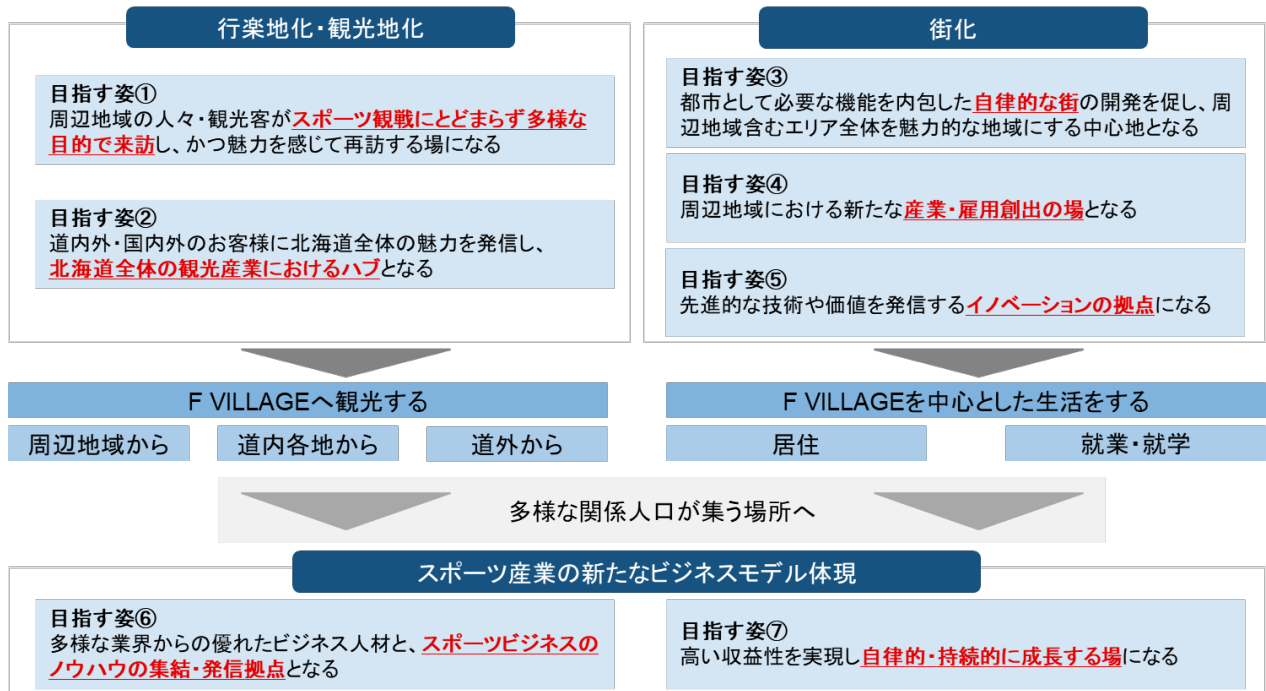 行楽地化・観光地化
目指す姿①
周辺地域の人々・観光客がスポーツ観戦にとどまらず多様な
目的で来訪し、かつ魅力を感じて再訪する場になる
目指す姿②
道内外・国内外のお客様に北海道全体の魅力を発信し、
北海道全体の観光産業におけるハブとなる
街化
目指す姿③
都市として必要な機能を内包した自律的な街の開発を促し、周
辺地域含むエリア全体を魅力的な地域にする中心地となる
目指す姿④
周辺地域における新たな産業・雇用創出の場となる
目指す姿⑤
先進的な技術や価値を発信するイノベーションの拠点になる
F VILLAGEへ観光する
周辺地域から
道内各地から
道外から
F VILLAGEを中心とした生活をする
居住
就業・就学
多様な関係人口が集う場所へ
スポーツ産業の新たなビジネスモデル体現
目指す姿⑥
多様な業界からの優れたビジネス人材と、スポーツビジネスの
ノウハウの集結・発信拠点となる
目指す姿⑦
高い収益性を実現し自律的・持続的に成長する場になる